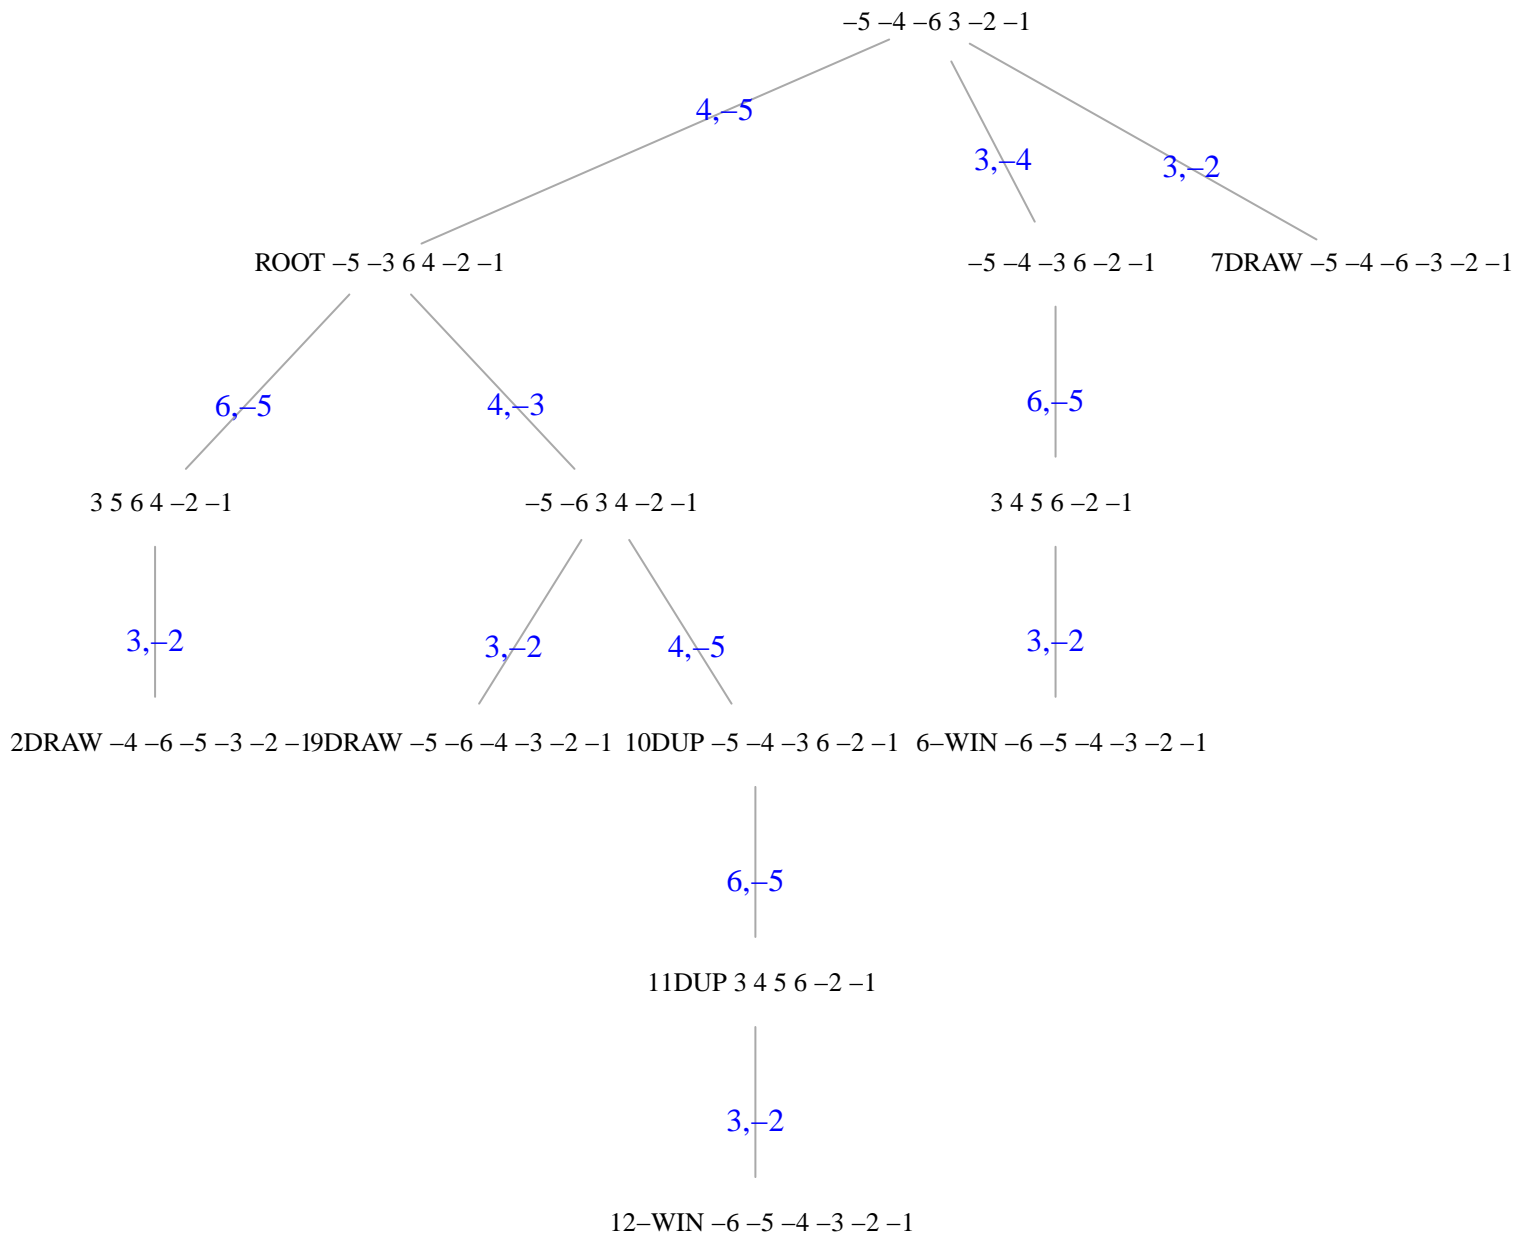 –5 –4 –6 3 –2 –1
4,–5
3,–4
3,–2
ROOT –5 –3 6 4 –2 –1
–5 –4 –3 6 –2 –1
7DRAW –5 –4 –6 –3 –2 –1
6,–5
4,–3
6,–5
3 5 6 4 –2 –1
–5 –6 3 4 –2 –1
3 4 5 6 –2 –1
3,–2
3,–2
4,–5
3,–2
2DRAW –4 –6 –5 –3 –2 –1
9DRAW –5 –6 –4 –3 –2 –1
10DUP –5 –4 –3 6 –2 –1
6–WIN –6 –5 –4 –3 –2 –1
6,–5
11DUP 3 4 5 6 –2 –1
3,–2
12–WIN –6 –5 –4 –3 –2 –1